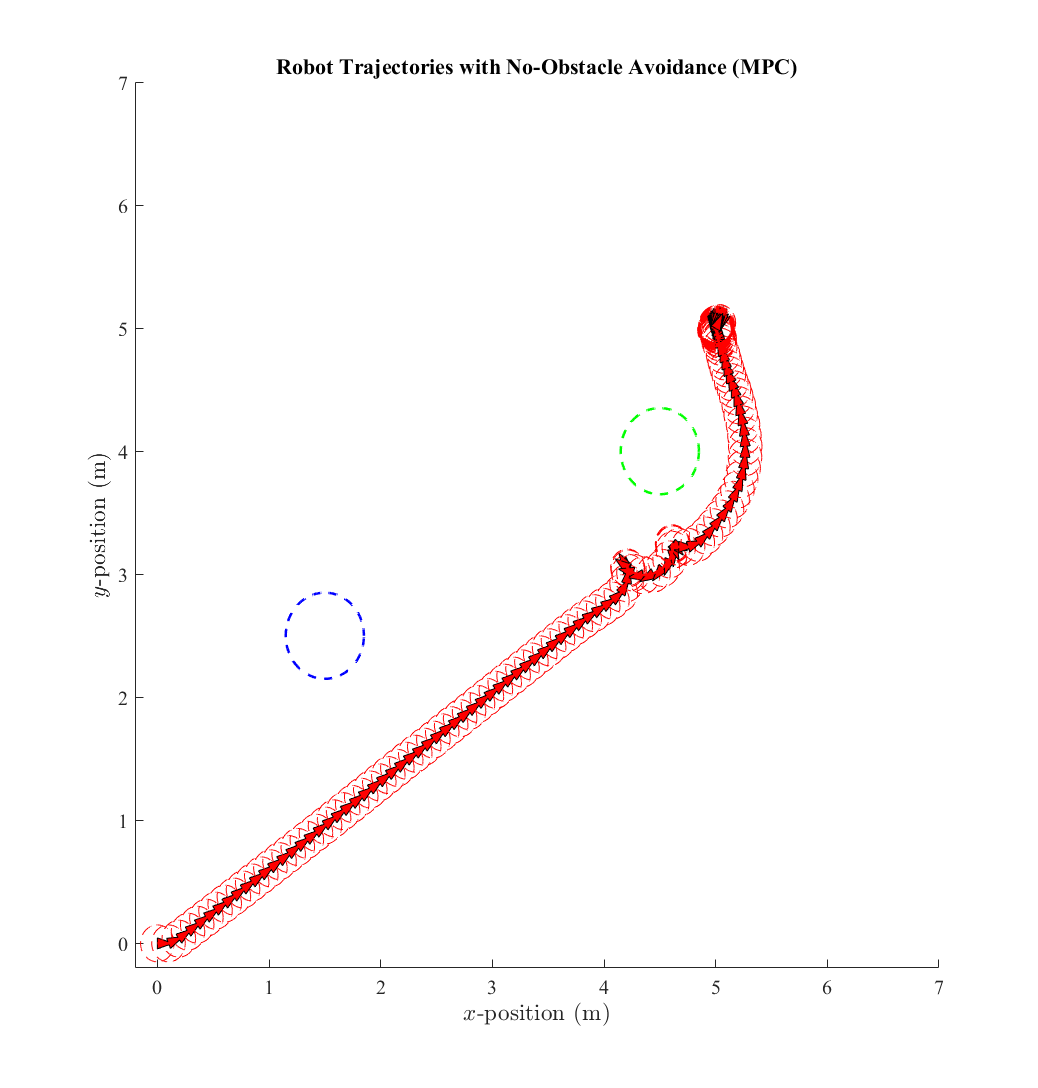 Robot Trajectories with No-Obstacle Avoidance (MPC)
7
6
5
4
3
2
1
0
y-position (m)
0 1 2 3 4 5 6 7
x-position (m)